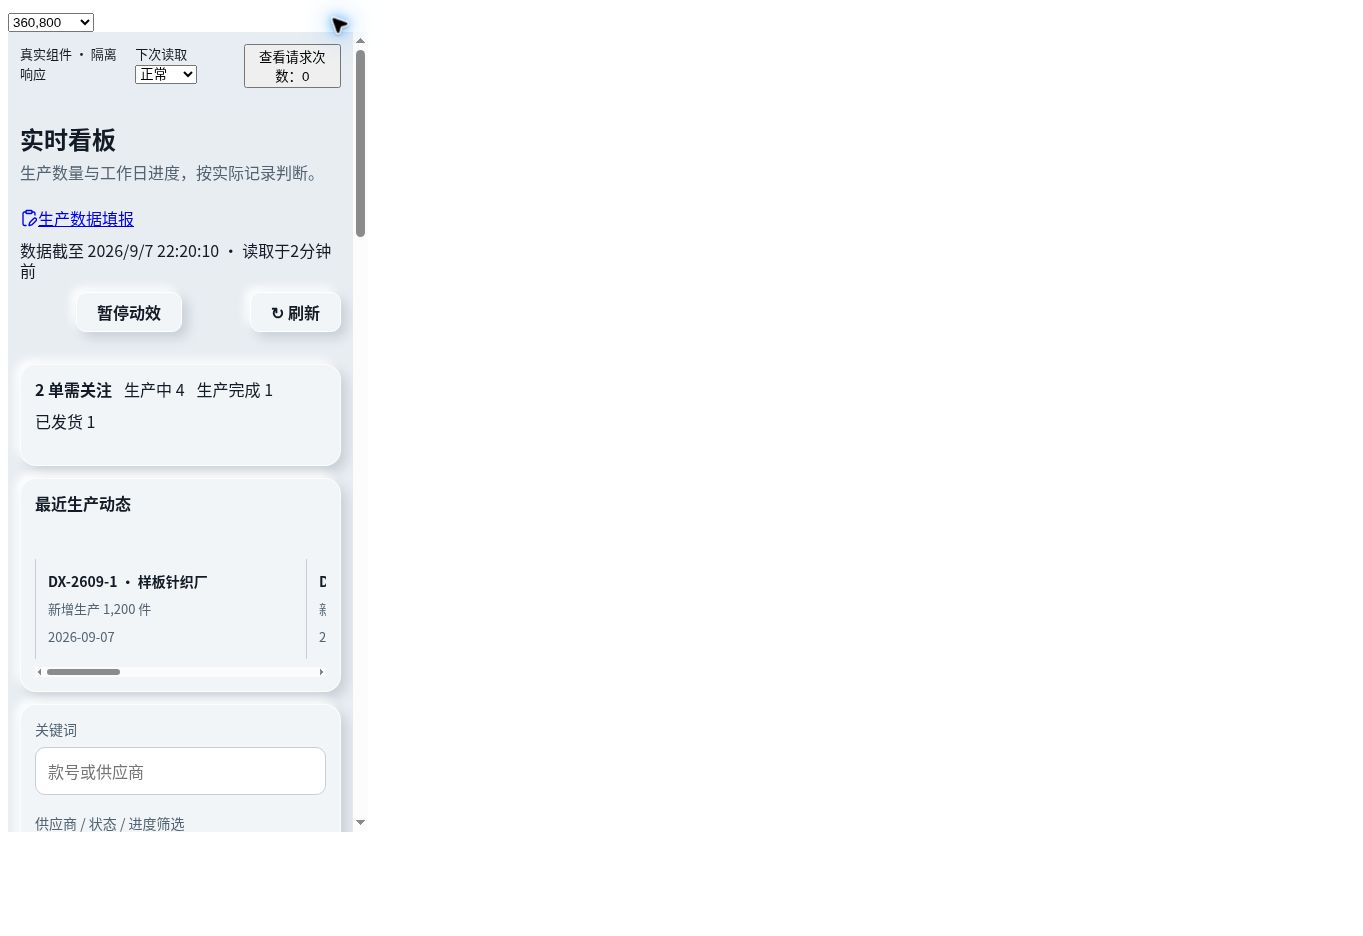 360,800
真实组件 · 隔离
响应
下次读取
正常
查看请求次
数：0
实时看板
生产数量与工作日进度，按实际记录判断。
生产数据填报
数据截至 2026/9/7 22:20:10 · 读取于2分钟
前
暂停动效
↻ 刷新
2 单需关注 生产中 4 生产完成 1
已发货 1
最近生产动态
DX-2609-1 · 样板针织厂
新增生产 1,200 件
2026-09-07
关键词
款号或供应商
供应商 / 状态 / 进度筛选